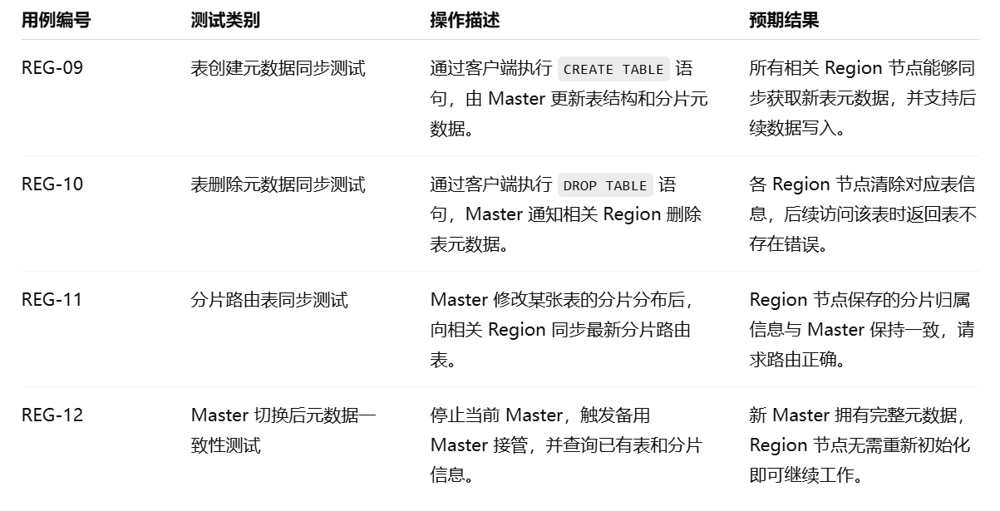 用例编号 测试类别 操作描述 预期结果
REG-09 表创建元数据同步测试 通过客户端执行 CREATE TABLE 语 所有相关 Region 节点能够同
句，由 Master 更新表结构和分片元 步获取新表元数据，并支持后
数据。 续数据写入。
REG-10 表删除元数据同步测试 通过客户端执行 DROP TABLE 语 各 Region 节点清除对应表信
句，Master 通知相关 Region 删除 息，后续访问该表时返回表不
表元数据。 存在错误。
REG-11 分片路由表同步测试 Master 修改某张表的分片分布后， Region 节点保存的分片归属
向相关 Region 同步最新分片路由 信息与 Master 保持一致，请
表。 求路由正确。
REG-12 Master 切换后元数据一 停止当前 Master，触发备用 新 Master 拥有完整元数据，
致性测试 Master 接管，并查询已有表和分片 Region 节点无需重新初始化
信息。 即可继续工作。